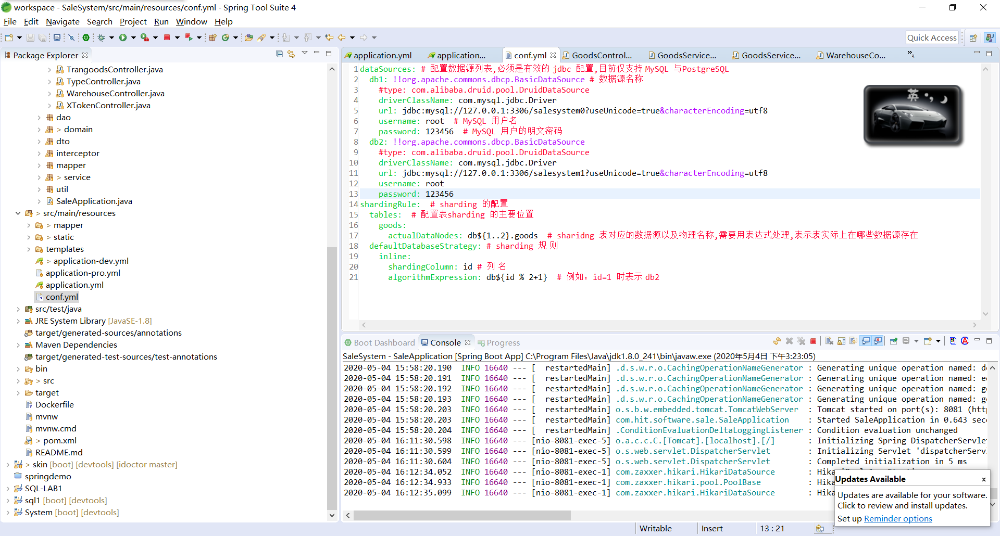 workspace - SaleSystem/src/main/resources/conf.yml - Spring Tool Suite 4
File Edit Navigate Search Project Run Window Help
Quick Access
Package Explorer
TrangoodsController.java
TypeController.java
WarehouseController.java
XTokenController.java
dao
> domain
dto
interceptor
mapper
> service
util
SaleApplication.java
> src/main/resources
> mapper
> static
templates
> application-dev.yml
application-pro.yml
application.yml
conf.yml
src/test/java
JRE System Library [JavaSE-1.8]
target/generated-sources/annotations
Maven Dependencies
target/generated-test-sources/test-annotations
bin
> src
target
Dockerfile
mvnw
mvnw.cmd
> pom.xml
README.md
> skin [boot] [devtools] [idoctor master]
springdemo
SQL-LAB1
sql1 [boot] [devtools]
System [boot] [devtools]
application.yml application... conf.yml GoodsControl... GoodsService... GoodsService... WarehouseCo... »3
1 dataSources: # 配置数据源列表,必须是有效的 jdbc 配置,目前仅支持 MySQL 与PostgreSQL
2 db1: !!org.apache.commons.dbcp.BasicDataSource # 数据源名称
3 #type: com.alibaba.druid.pool.DruidDataSource
4 driverClassName: com.mysql.jdbc.Driver
5 url: jdbc:mysql://127.0.0.1:3306/salesystem0?useUnicode=true&characterEncoding=utf8
6 username: root # MySQL 用户名
7 password: 123456 # MySQL 用户的明文密码
8 db2: !!org.apache.commons.dbcp.BasicDataSource
9 #type: com.alibaba.druid.pool.DruidDataSource
10 driverClassName: com.mysql.jdbc.Driver
11 url: jdbc:mysql://127.0.0.1:3306/salesystem1?useUnicode=true&characterEncoding=utf8
12 username: root
13 password: 123456
14 shardingRule: # sharding 的配置
15 tables: # 配置表sharding 的主要位置
16 goods:
17 actualDataNodes: db${1..2}.goods # sharidng 表对应的数据源以及物理名称,需要用表达式处理,表示表实际上在哪些数据源存在
18 defaultDatabaseStrategy: # sharding 规 则
19 inline:
20 shardingColumn: id # 列 名
21 algorithmExpression: db${id % 2+1} # 例如：id=1 时表示 db2
英
Boot Dashboard Console Progress
SaleSystem - SaleApplication [Spring Boot App] C:\Program Files\Java\jdk1.8.0_241\bin\javaw.exe (2020年5月4日 下午3:23:05)
2020-05-04 15:58:20.190 INFO 16640 --- [ restartedMain] .d.s.w.r.o.CachingOperationNameGenerator : Generating unique operation named: de
2020-05-04 15:58:20.191 INFO 16640 --- [ restartedMain] .d.s.w.r.o.CachingOperationNameGenerator : Generating unique operation named: e
2020-05-04 15:58:20.192 INFO 16640 --- [ restartedMain] .d.s.w.r.o.CachingOperationNameGenerator : Generating unique operation named: ge
2020-05-04 15:58:20.193 INFO 16640 --- [ restartedMain] .d.s.w.r.o.CachingOperationNameGenerator : Generating unique operation named: ge
2020-05-04 15:58:20.203 INFO 16640 --- [ restartedMain] o.s.b.w.embedded.tomcat.TomcatWebServer : Tomcat started on port(s): 8081 (http
2020-05-04 15:58:20.203 INFO 16640 --- [ restartedMain] com.hit.software.sale.SaleApplication : Started SaleApplication in 0.643 seco
2020-05-04 15:58:20.204 INFO 16640 --- [ restartedMain] .ConditionEvaluationDeltaLoggingListener : Condition evaluation unchanged
2020-05-04 16:11:30.598 INFO 16640 --- [nio-8081-exec-5] o.a.c.c.C.[Tomcat].[localhost].[/] : Initializing Spring DispatcherServlet
2020-05-04 16:11:30.599 INFO 16640 --- [nio-8081-exec-5] o.s.web.servlet.DispatcherServlet : Initializing Servlet 'dispatcherServ
2020-05-04 16:11:30.604 INFO 16640 --- [nio-8081-exec-5] o.s.web.servlet.DispatcherServlet : Completed initialization in 5 ms
2020-05-04 16:12:34.052 INFO 16640 --- [nio-8081-exec-1] com.zaxxer.hikari.HikariDataSource :
2020-05-04 16:12:34.933 INFO 16640 --- [nio-8081-exec-1] com.zaxxer.hikari.pool.PoolBase : Hika
2020-05-04 16:12:35.099 INFO 16640 --- [nio-8081-exec-1] com.zaxxer.hikari.HikariDataSource : Hika
Updates Available x
Updates are available for your software.
Click to review and install updates.
Set up Reminder options
Writable Insert 13 : 21